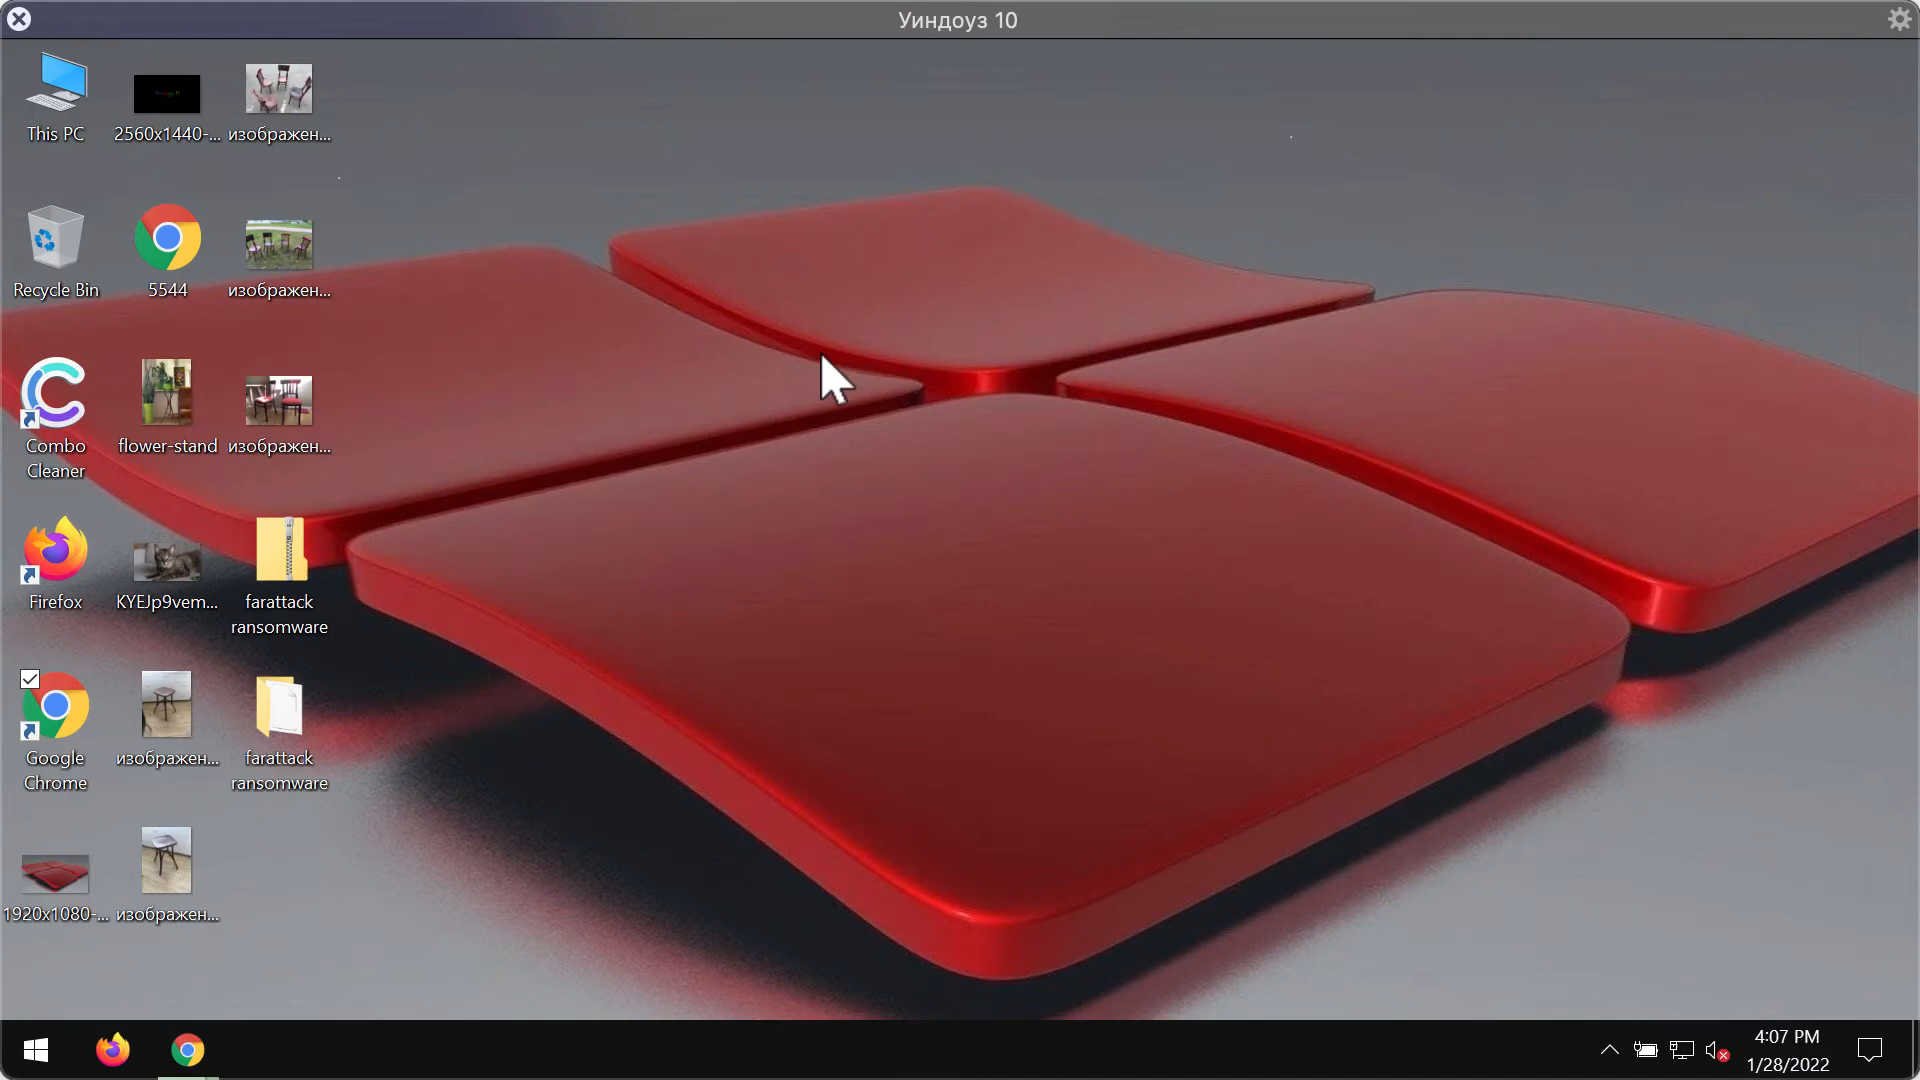 Уиндоуз 10
This PC
2560x1440-...
изображен...
Recycle Bin
5544
изображен...
Combo
Cleaner
flower-stand
изображен...
Firefox
KYEJp9vem...
farattack
ransomware
Google
Chrome
изображен...
farattack
ransomware
1920x1080-...
изображен...
4:07 PM
1/28/2022